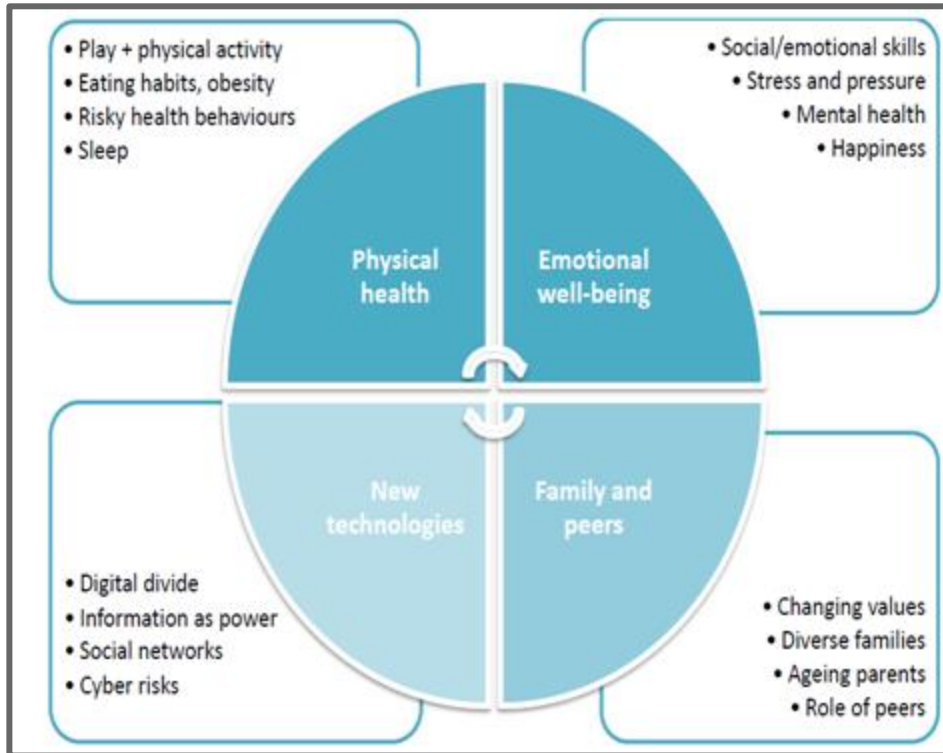 • Play + physical activity
• Eating habits, obesity
• Risky health behaviours
• Sleep
• Social/emotional skills
• Stress and pressure
• Mental health
• Happiness
Physical
health
Emotional
well-being
New
technologies
Family and
peers
• Digital divide
• Information as power
• Social networks
• Cyber risks
• Changing values
• Diverse families
• Ageing parents
• Role of peers